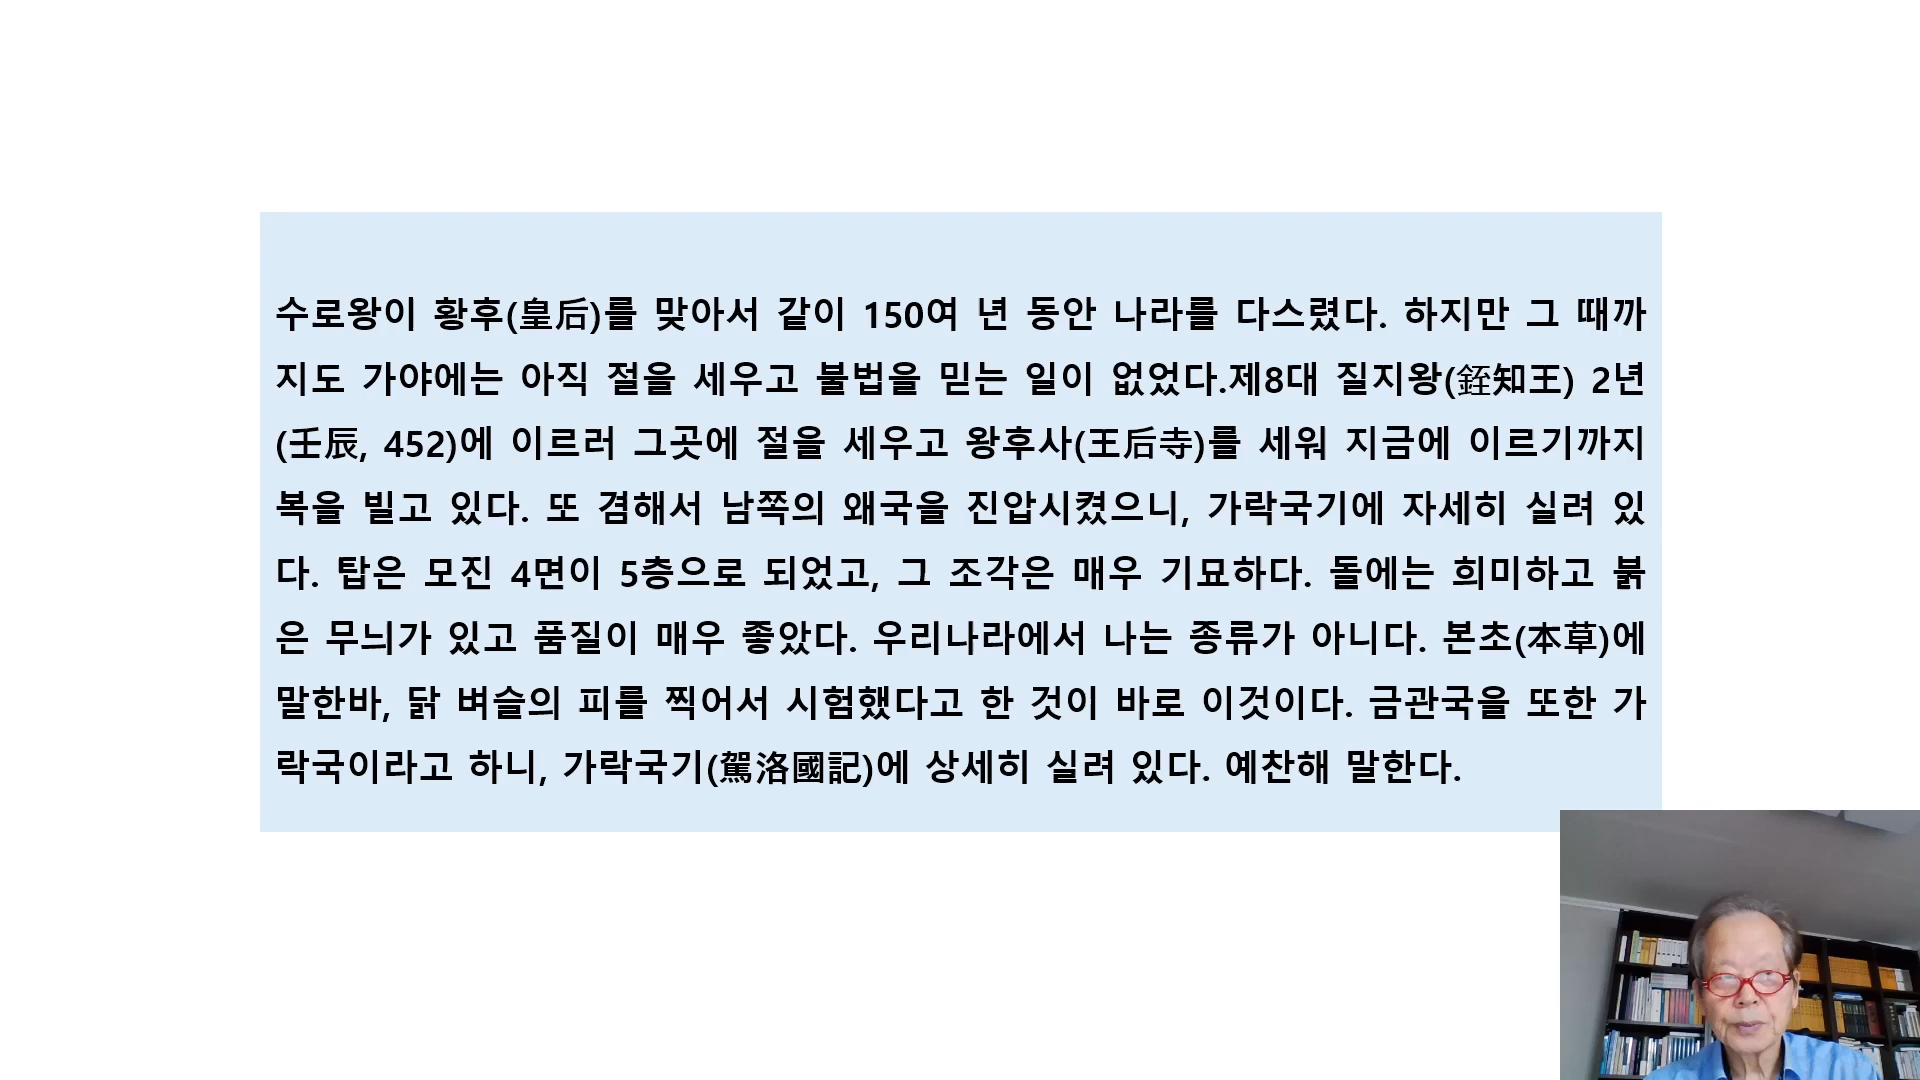 수로왕이 황후(皇后)를 맞아서 같이 150여 년 동안 나라를 다스렸다. 하지만 그 때까
지도 가야에는 아직 절을 세우고 불법을 믿는 일이 없었다.제8대 질지왕(銍知王) 2년
(壬辰, 452)에 이르러 그곳에 절을 세우고 왕후사(王后寺)를 세워 지금에 이르기까지
복을 빌고 있다. 또 겸해서 남쪽의 왜국을 진압시켰으니, 가락국기에 자세히 실려 있
다. 탑은 모진 4면이 5층으로 되었고, 그 조각은 매우 기묘하다. 돌에는 희미하고 붉
은 무늬가 있고 품질이 매우 좋았다. 우리나라에서 나는 종류가 아니다. 본초(本草)에
말한바, 닭 벼슬의 피를 찍어서 시험했다고 한 것이 바로 이것이다. 금관국을 또한 가
락국이라고 하니, 가락국기(駕洛國記)에 상세히 실려 있다. 예찬해 말한다.